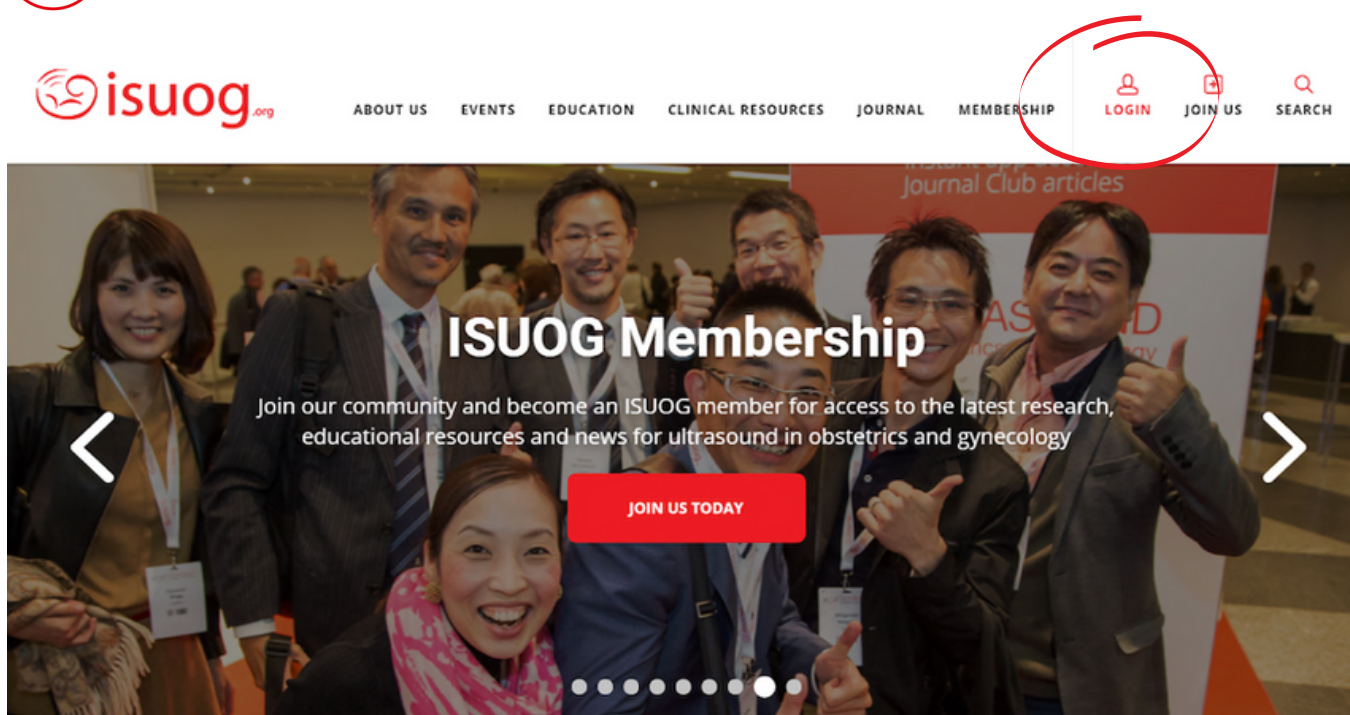 isuog.org
ABOUT US
EVENTS
EDUCATION
CLINICAL RESOURCES
JOURNAL
MEMBERSHIP
LOGIN
JOIN US
SEARCH
Journal Club articles
ISUOG Membership
Join our community and become an ISUOG member for access to the latest research,
educational resources and news for ultrasound in obstetrics and gynecology
JOIN US TODAY